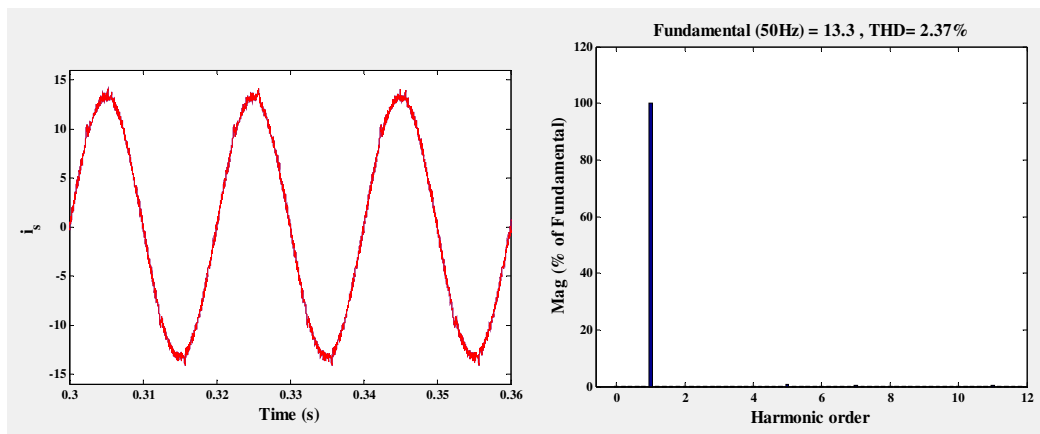 15
10
5
0
-5
-10
-15
i_s
0.3 0.31 0.32 0.33 0.34 0.35 0.36
Time (s)
Fundamental (50Hz) = 13.3 , THD= 2.37%
120
100
80
60
40
20
0
Mag (% of Fundamental)
0 2 4 6 8 10 12
Harmonic order